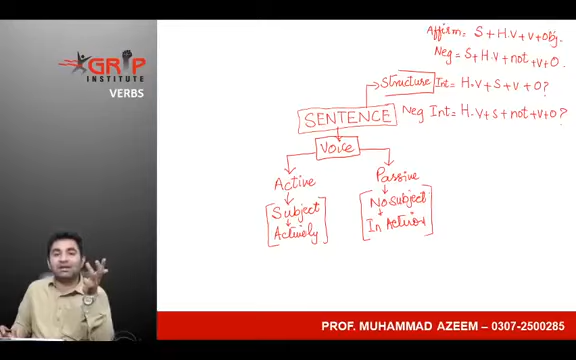 GRIP
INSTITUTE
VERBS
Affirm = S + H.V + V + Obj.
Neg = S + H.V + not + V + O.
Structure Int = H.V + S + V + O?
Neg Int = H.V + S + not + V + O?
SENTENCE
Voice
Active
Passive
Subject
Actively
No Subject
In Action
PROF. MUHAMMAD AZEEM – 0307-2500285